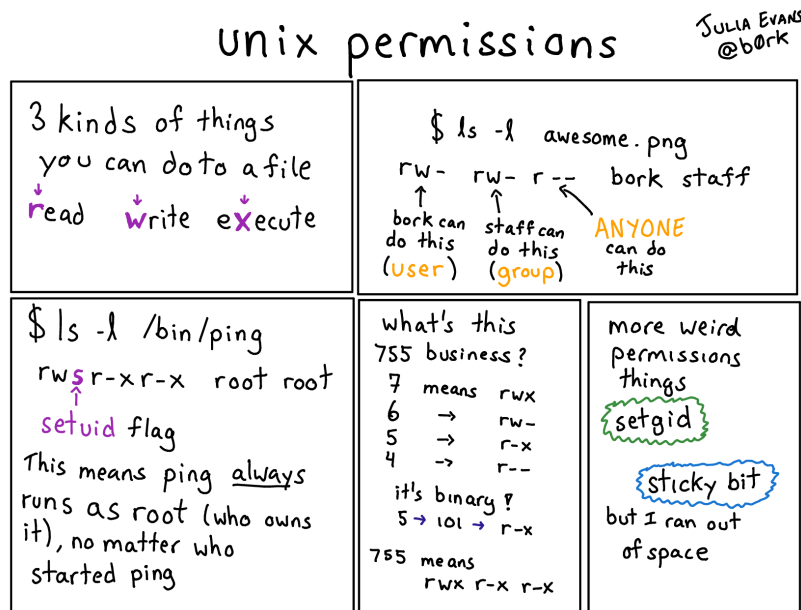 unix permissions
JULIA EVANS
@b0rk
3 kinds of things
you can do to a file
read write execute
$ ls -l awesome.png
rw- rw- r-- bork staff
bork can
do this
(user)
staff can
do this
(group)
ANYONE
can do
this
$ ls -l /bin/ping
rws r-x r-x root root
setuid flag
This means ping always
runs as root (who owns
it), no matter who
started ping
what's this
755 business?
7 means rwx
6 → rw-
5 → r-x
4 → r--
it's binary!
5 → 101 → r-x
755 means
rwx r-x r-x
more weird
permissions
things
setgid
sticky bit
but I ran out
of space